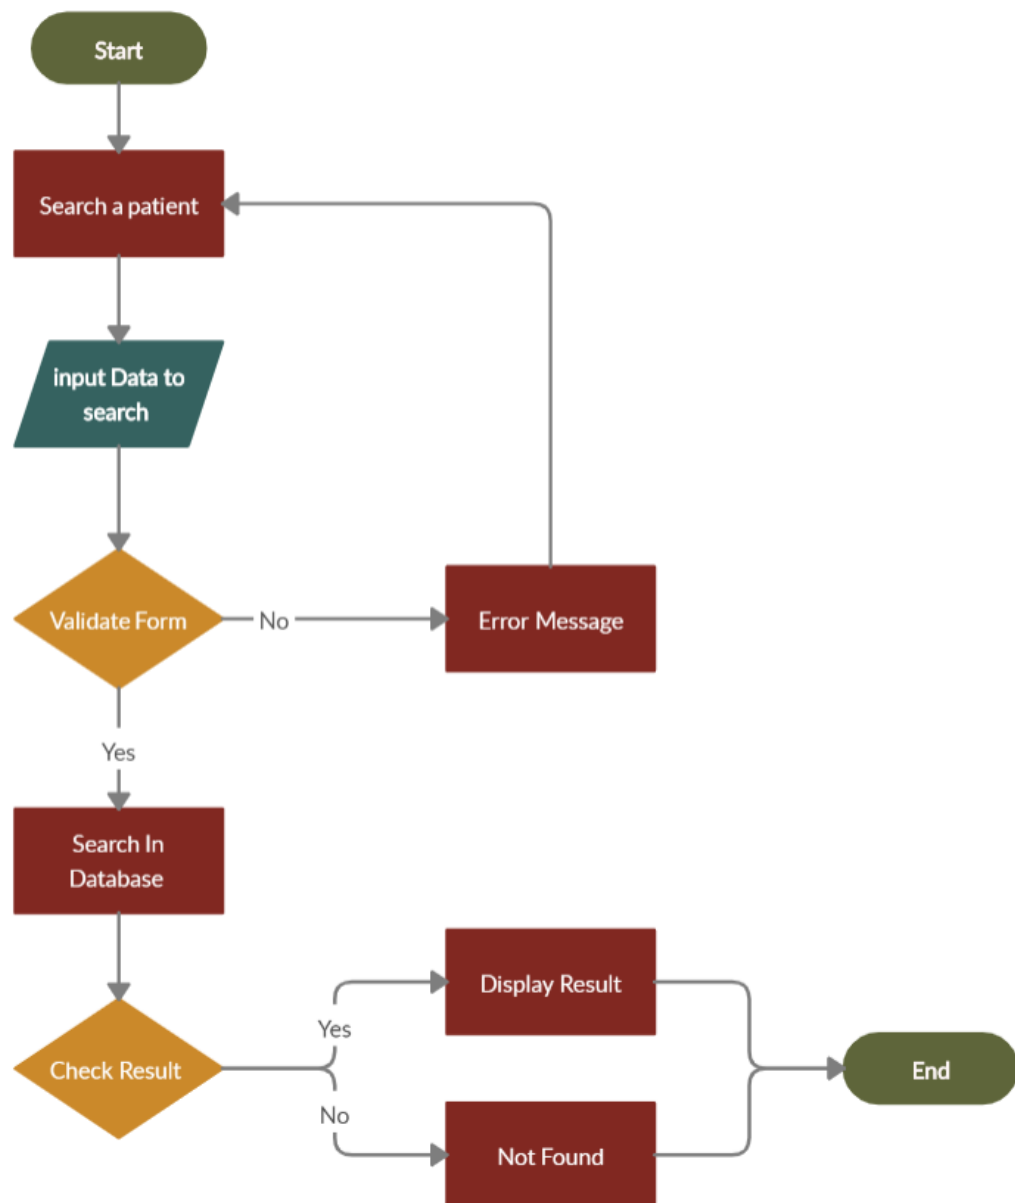 Start
Search a patient
input Data to
search
Validate Form
No
Error Message
Yes
Search In
Database
Display Result
Yes
Check Result
End
No
Not Found